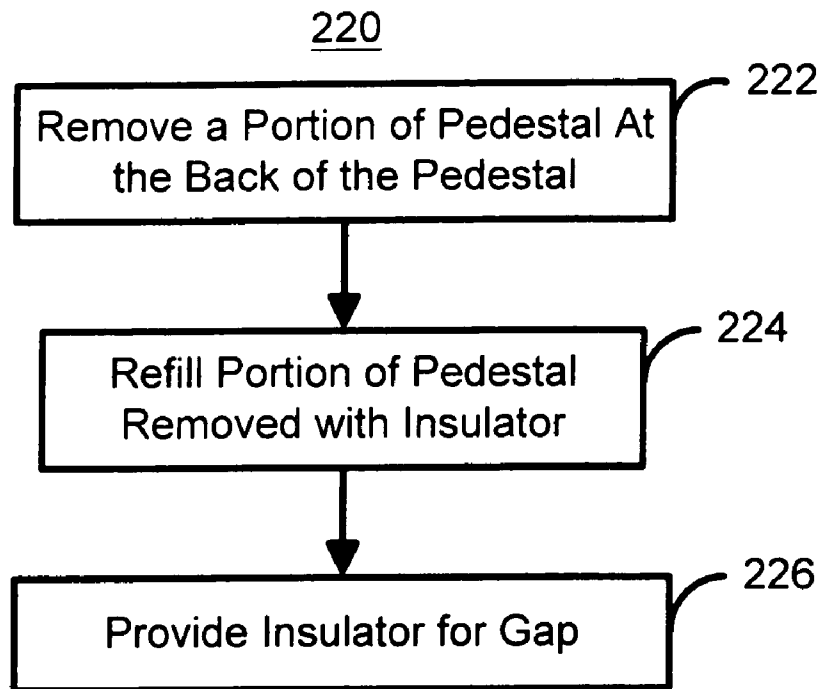 220
222
Remove a Portion of Pedestal At
the Back of the Pedestal
224
Refill Portion of Pedestal
Removed with Insulator
226
Provide Insulator for Gap